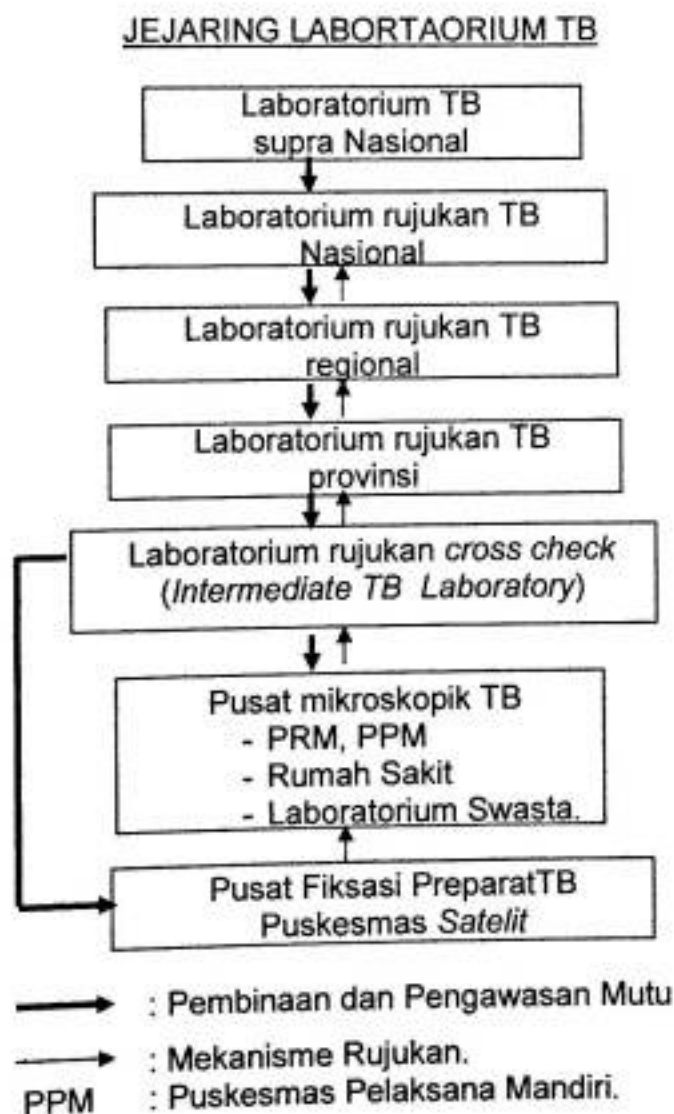 JEJARING LABORTAORIUM TB
Laboratorium TB
supra Nasional
Laboratorium rujukan TB
Nasional
Laboratorium rujukan TB
regional
Laboratorium rujukan TB
provinsi
Laboratorium rujukan cross check
(Intermediate TB Laboratory)
Pusat mikroskopik TB
- PRM, PPM
- Rumah Sakit
- Laboratorium Swasta.
Pusat Fiksasi PreparatTB
Puskesmas Satelit
: Pembinaan dan Pengawasan Mutu
: Mekanisme Rujukan.
PPM : Puskesmas Pelaksana Mandiri.